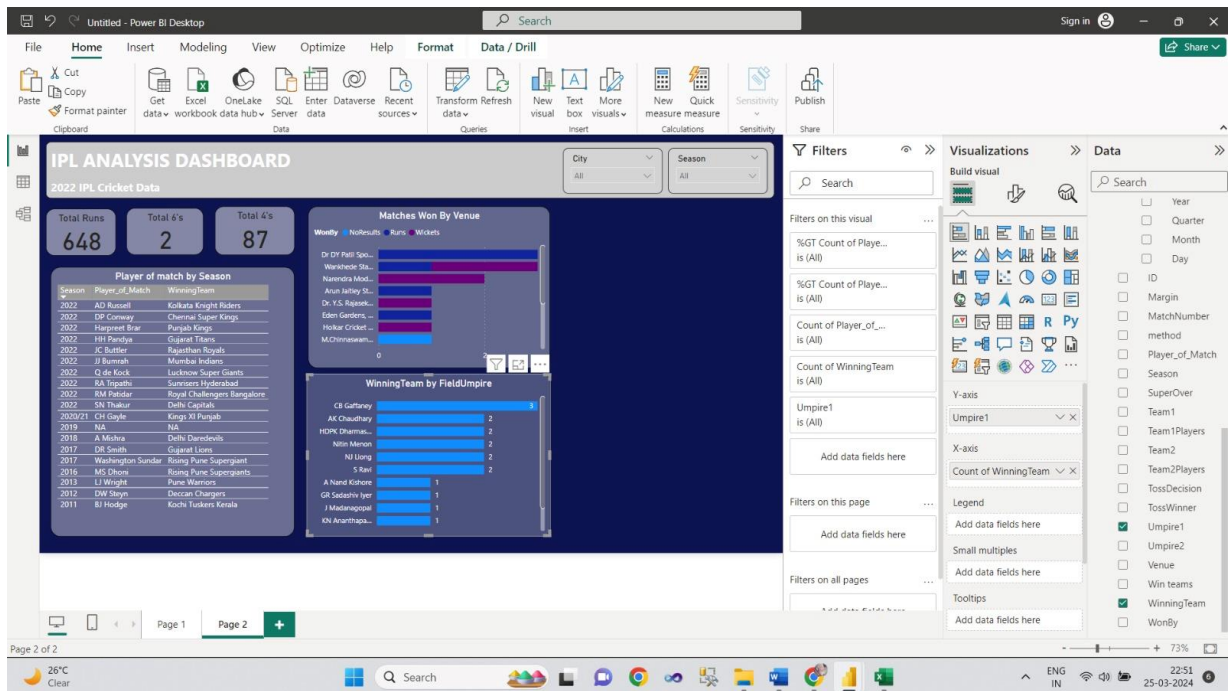 Untitled - Power BI Desktop
Search
Sign in
File Home Insert Modeling View Optimize Help Format Data / Drill
Share
Paste
Cut
Copy
Format painter
Get data
Excel workbook
OneLake data hub
SQL Server
Enter data
Dataverse
Recent sources
Transform data
Refresh
New visual
Text box
More visuals
New measure
Quick measure
Sensitivity
Publish
Clipboard Data Queries Insert Calculations Sensitivity Share
IPL ANALYSIS DASHBOARD
2022 IPL Cricket Data
City
All
Season
All
Total Runs
648
Total 6's
2
Total 4's
87
Player of match by Season
Season Player_of_Match WinningTeam
2022 AD Russell Kolkata Knight Riders
2022 DP Conway Chennai Super Kings
2022 Harpreet Brar Punjab Kings
2022 HH Pandya Gujarat Titans
2022 JC Buttler Rajasthan Royals
2022 JJ Bumrah Mumbai Indians
2022 Q de Kock Lucknow Super Giants
2022 RA Tripathi Sunrisers Hyderabad
2022 RM Patidar Royal Challengers Bangalore
2022 SN Thakur Delhi Capitals
2020/21 CH Gayle Kings XI Punjab
2019 NA NA
2018 A Mishra Delhi Daredevils
2017 DR Smith Gujarat Lions
2017 Washington Sundar Rising Pune Supergiant
2016 MS Dhoni Rising Pune Supergiants
2013 LJ Wright Pune Warriors
2012 DW Steyn Deccan Chargers
2011 BJ Hodge Kochi Tuskers Kerala
Matches Won By Venue
WonBy NoResults Runs Wickets
Dr DY Patil Spo...
Wankhede Sta...
Narendra Mod...
Arun Jaitley St...
Dr. Y.S. Rajasek...
Eden Gardens, ...
Holkar Cricket ...
M.Chinnaswam...
0 2
WinningTeam by FieldUmpire
CB Gaffaney 3
AK Chaudhary 2
HDPK Dharmas... 2
Nitin Menon 2
NJ Llong 2
S Ravi 2
A Nand Kishore 1
GR Sadashiv Iyer 1
J Madanagopal 1
KN Ananthapa... 1
Filters
Search
Filters on this visual
%GT Count of Playe...
is (All)
%GT Count of Playe...
is (All)
Count of Player_of_...
is (All)
Count of WinningTeam
is (All)
Umpire1
is (All)
Add data fields here
Filters on this page
Add data fields here
Filters on all pages
Visualizations
Build visual
R Py
Y-axis
Umpire1
X-axis
Count of WinningTeam
Legend
Add data fields here
Small multiples
Add data fields here
Tooltips
Add data fields here
Data
Search
Year
Quarter
Month
Day
ID
Margin
MatchNumber
method
Player_of_Match
Season
SuperOver
Team1
Team1Players
Team2
Team2Players
TossDecision
TossWinner
Umpire1
Umpire2
Venue
Win teams
WinningTeam
WonBy
Page 1 Page 2
Page 2 of 2
73%
26°C
Clear
Search
ENG
IN
22:51
25-03-2024
6